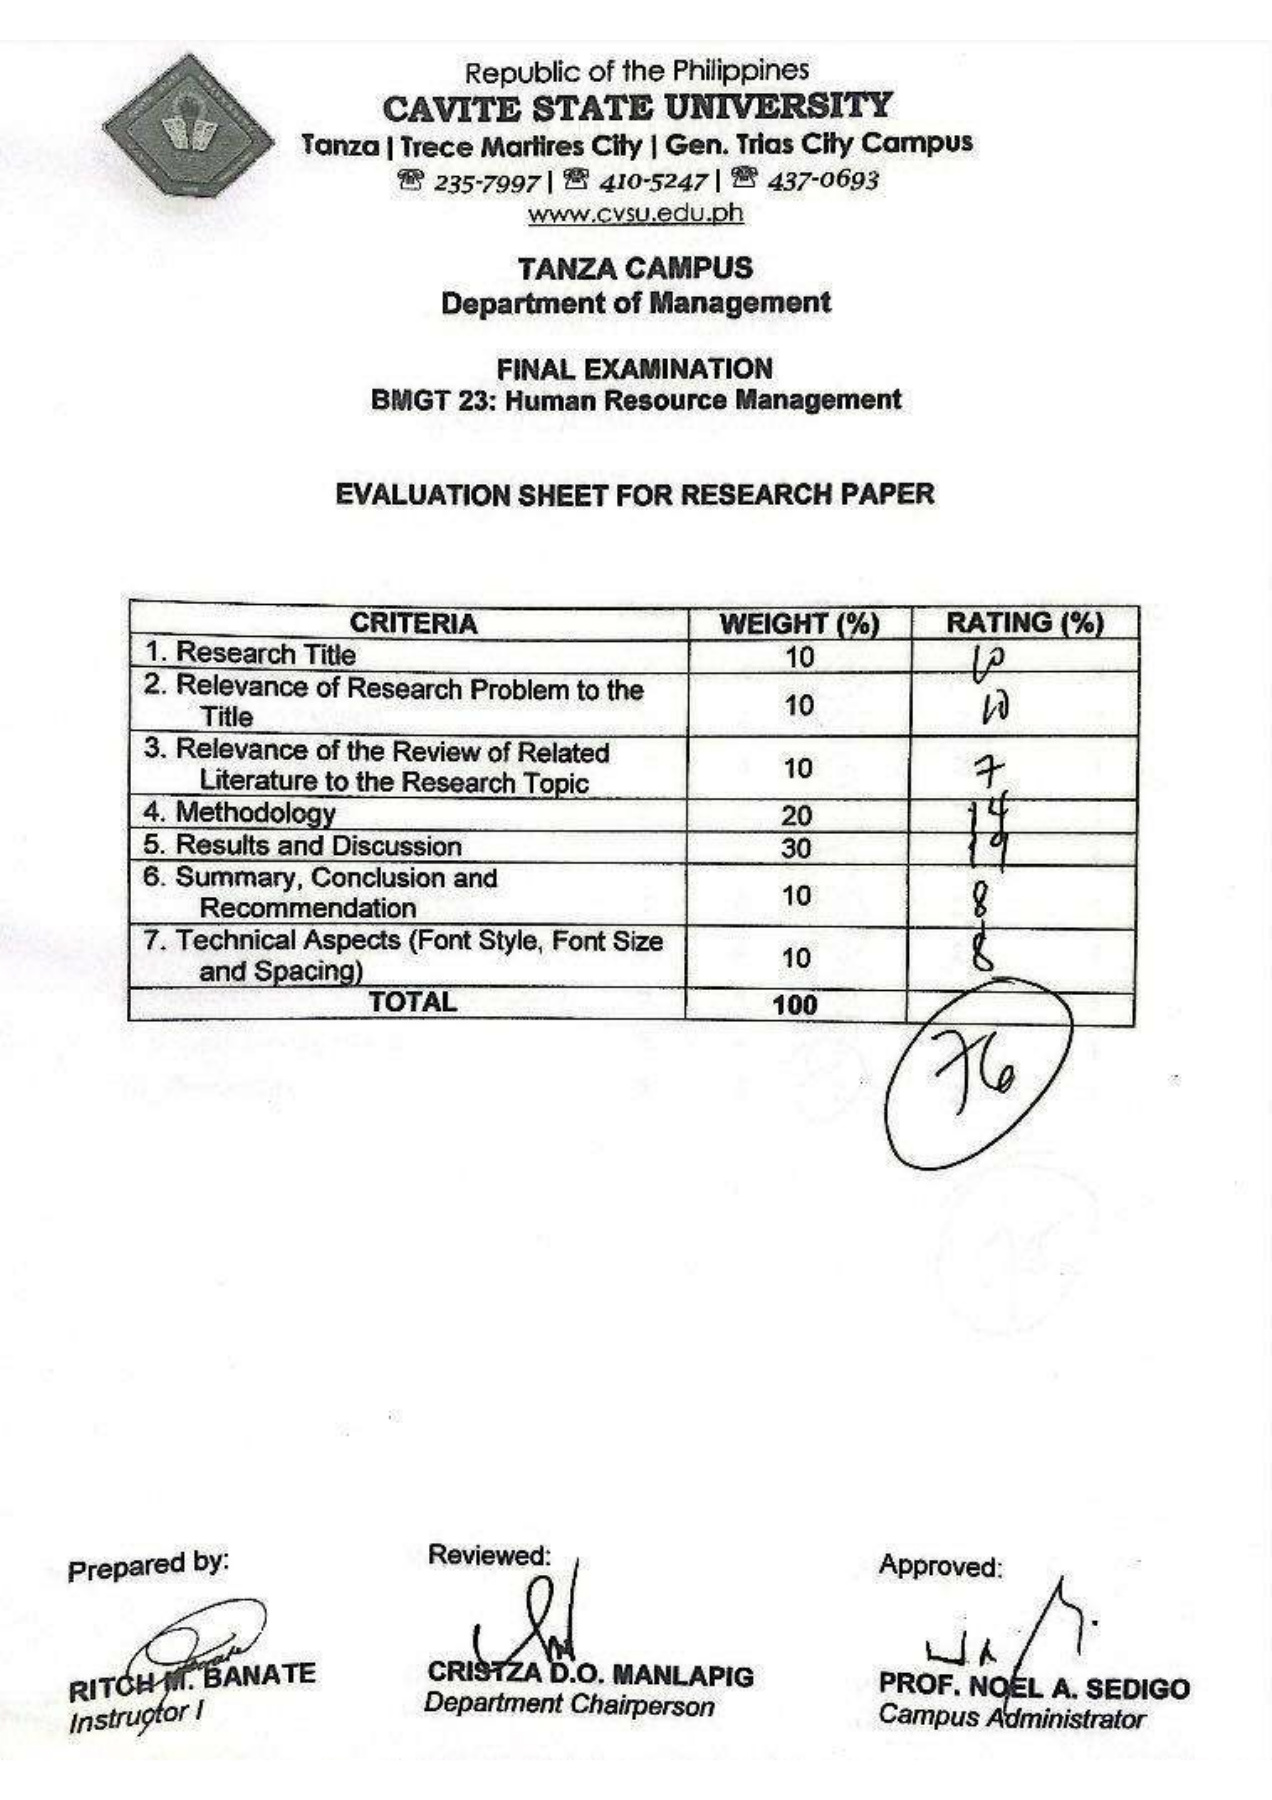 Republic of the Philippines
CAVITE STATE UNIVERSITY
Tanza | Trece Martires City | Gen. Trias City Campus
☏ 235-7997 | ☏ 410-5247 | ☏ 437-0693
www.cvsu.edu.ph
TANZA CAMPUS
Department of Management
FINAL EXAMINATION
BMGT 23: Human Resource Management
EVALUATION SHEET FOR RESEARCH PAPER
CRITERIA WEIGHT (%) RATING (%)
1. Research Title 10 10
2. Relevance of Research Problem to the
Title 10 10
3. Relevance of the Review of Related
Literature to the Research Topic 10 7
4. Methodology 20 14
5. Results and Discussion 30 19
6. Summary, Conclusion and
Recommendation 10 8
7. Technical Aspects (Font Style, Font Size
and Spacing) 10 8
TOTAL 100
76
Prepared by: Reviewed: Approved:
RITCH M. BANATE CRISTZA D.O. MANLAPIG PROF. NOEL A. SEDIGO
Instructor I Department Chairperson Campus Administrator